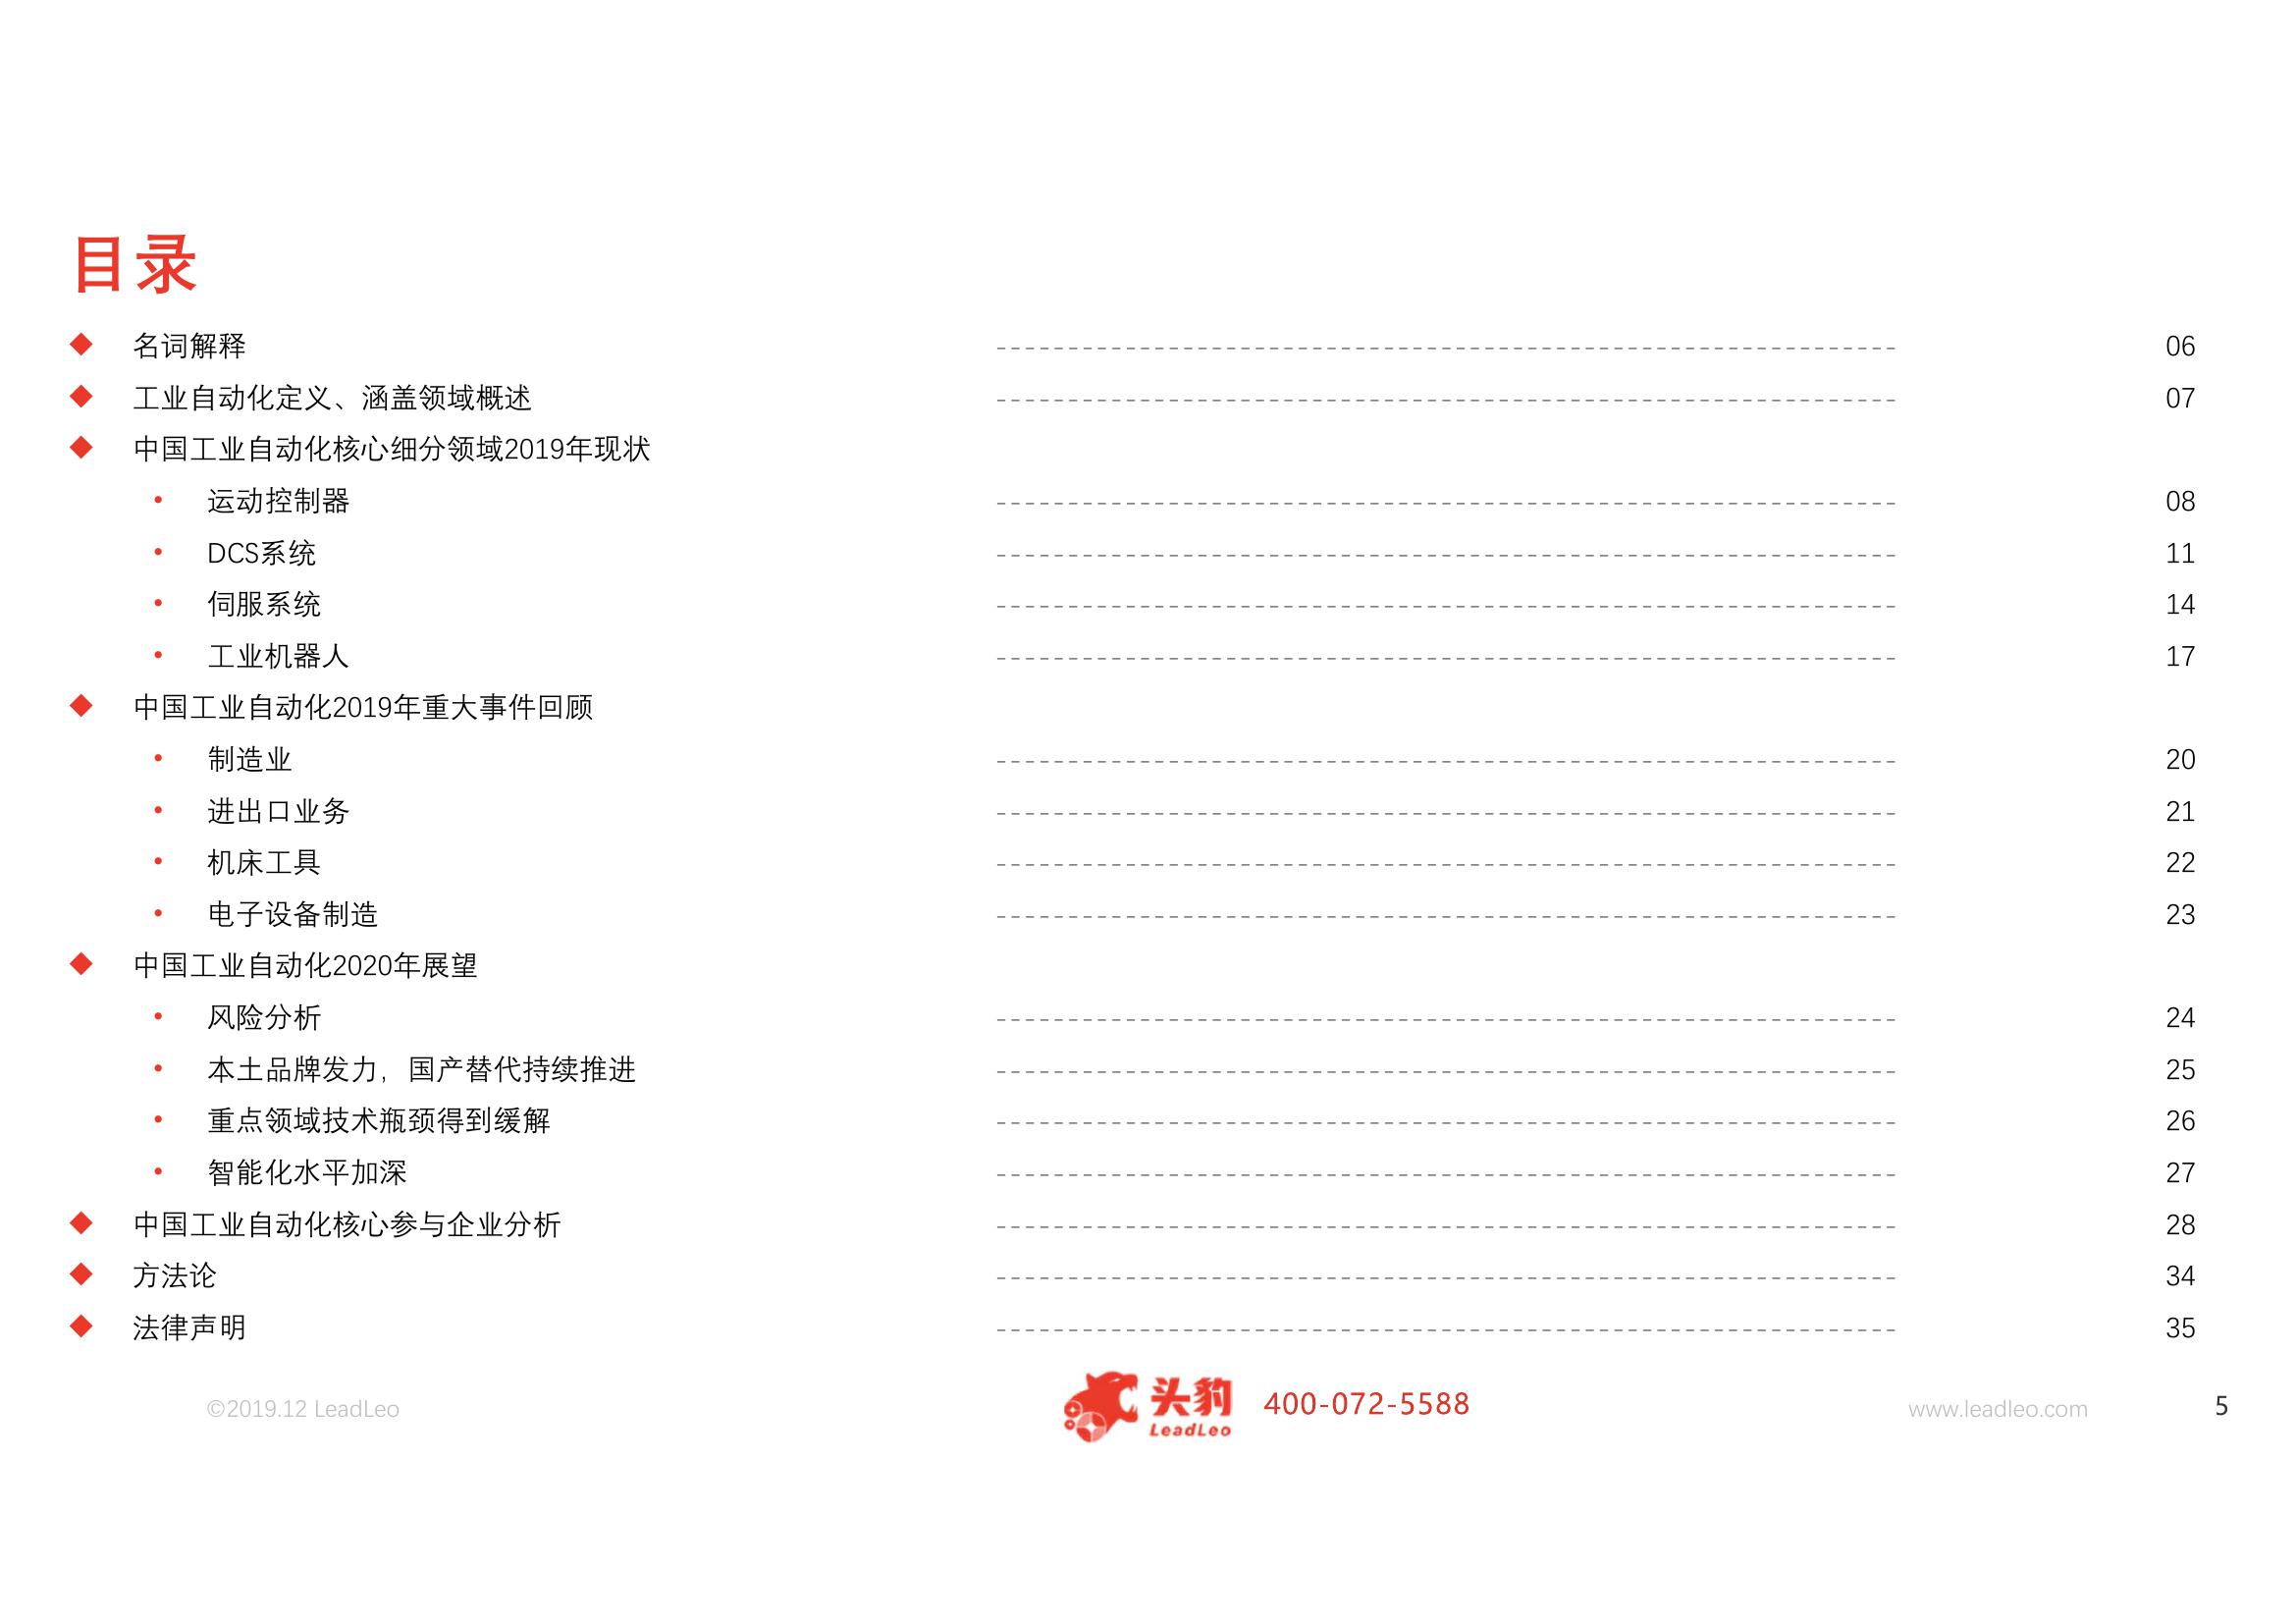 目录
名词解释 06
工业自动化定义、涵盖领域概述 07
中国工业自动化核心细分领域2019年现状
运动控制器 08
DCS系统 11
伺服系统 14
工业机器人 17
中国工业自动化2019年重大事件回顾
制造业 20
进出口业务 21
机床工具 22
电子设备制造 23
中国工业自动化2020年展望
风险分析 24
本土品牌发力，国产替代持续推进 25
重点领域技术瓶颈得到缓解 26
智能化水平加深 27
中国工业自动化核心参与企业分析 28
方法论 34
法律声明 35
©2019.12 LeadLeo
头豹
LeadLeo
400-072-5588
www.leadleo.com
5